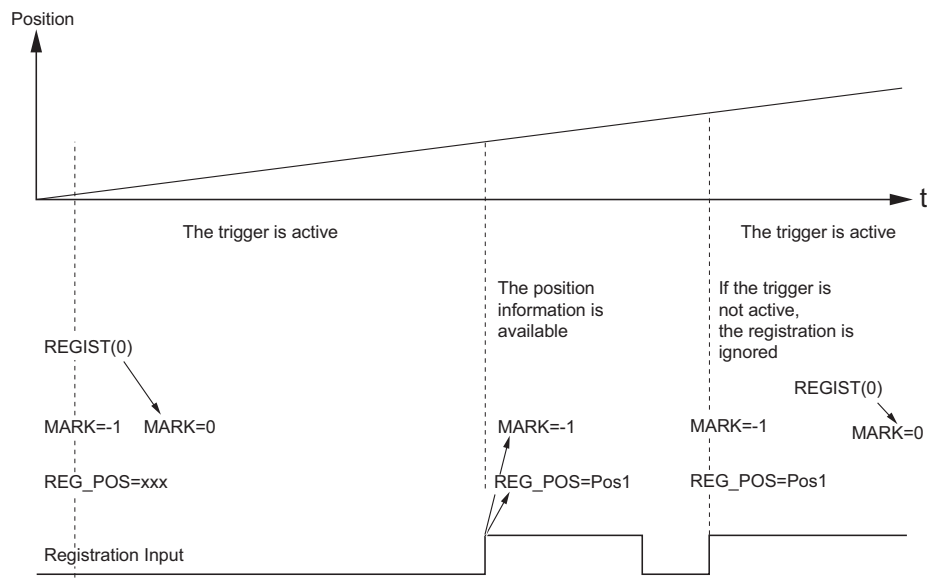 Position
t
The trigger is active
The trigger is active
The position
information is
available
If the trigger is
not active,
the registration is
ignored
REGIST(0)
REGIST(0)
MARK=-1
MARK=0
MARK=-1
MARK=-1
MARK=0
REG_POS=xxx
REG_POS=Pos1
REG_POS=Pos1
Registration Input